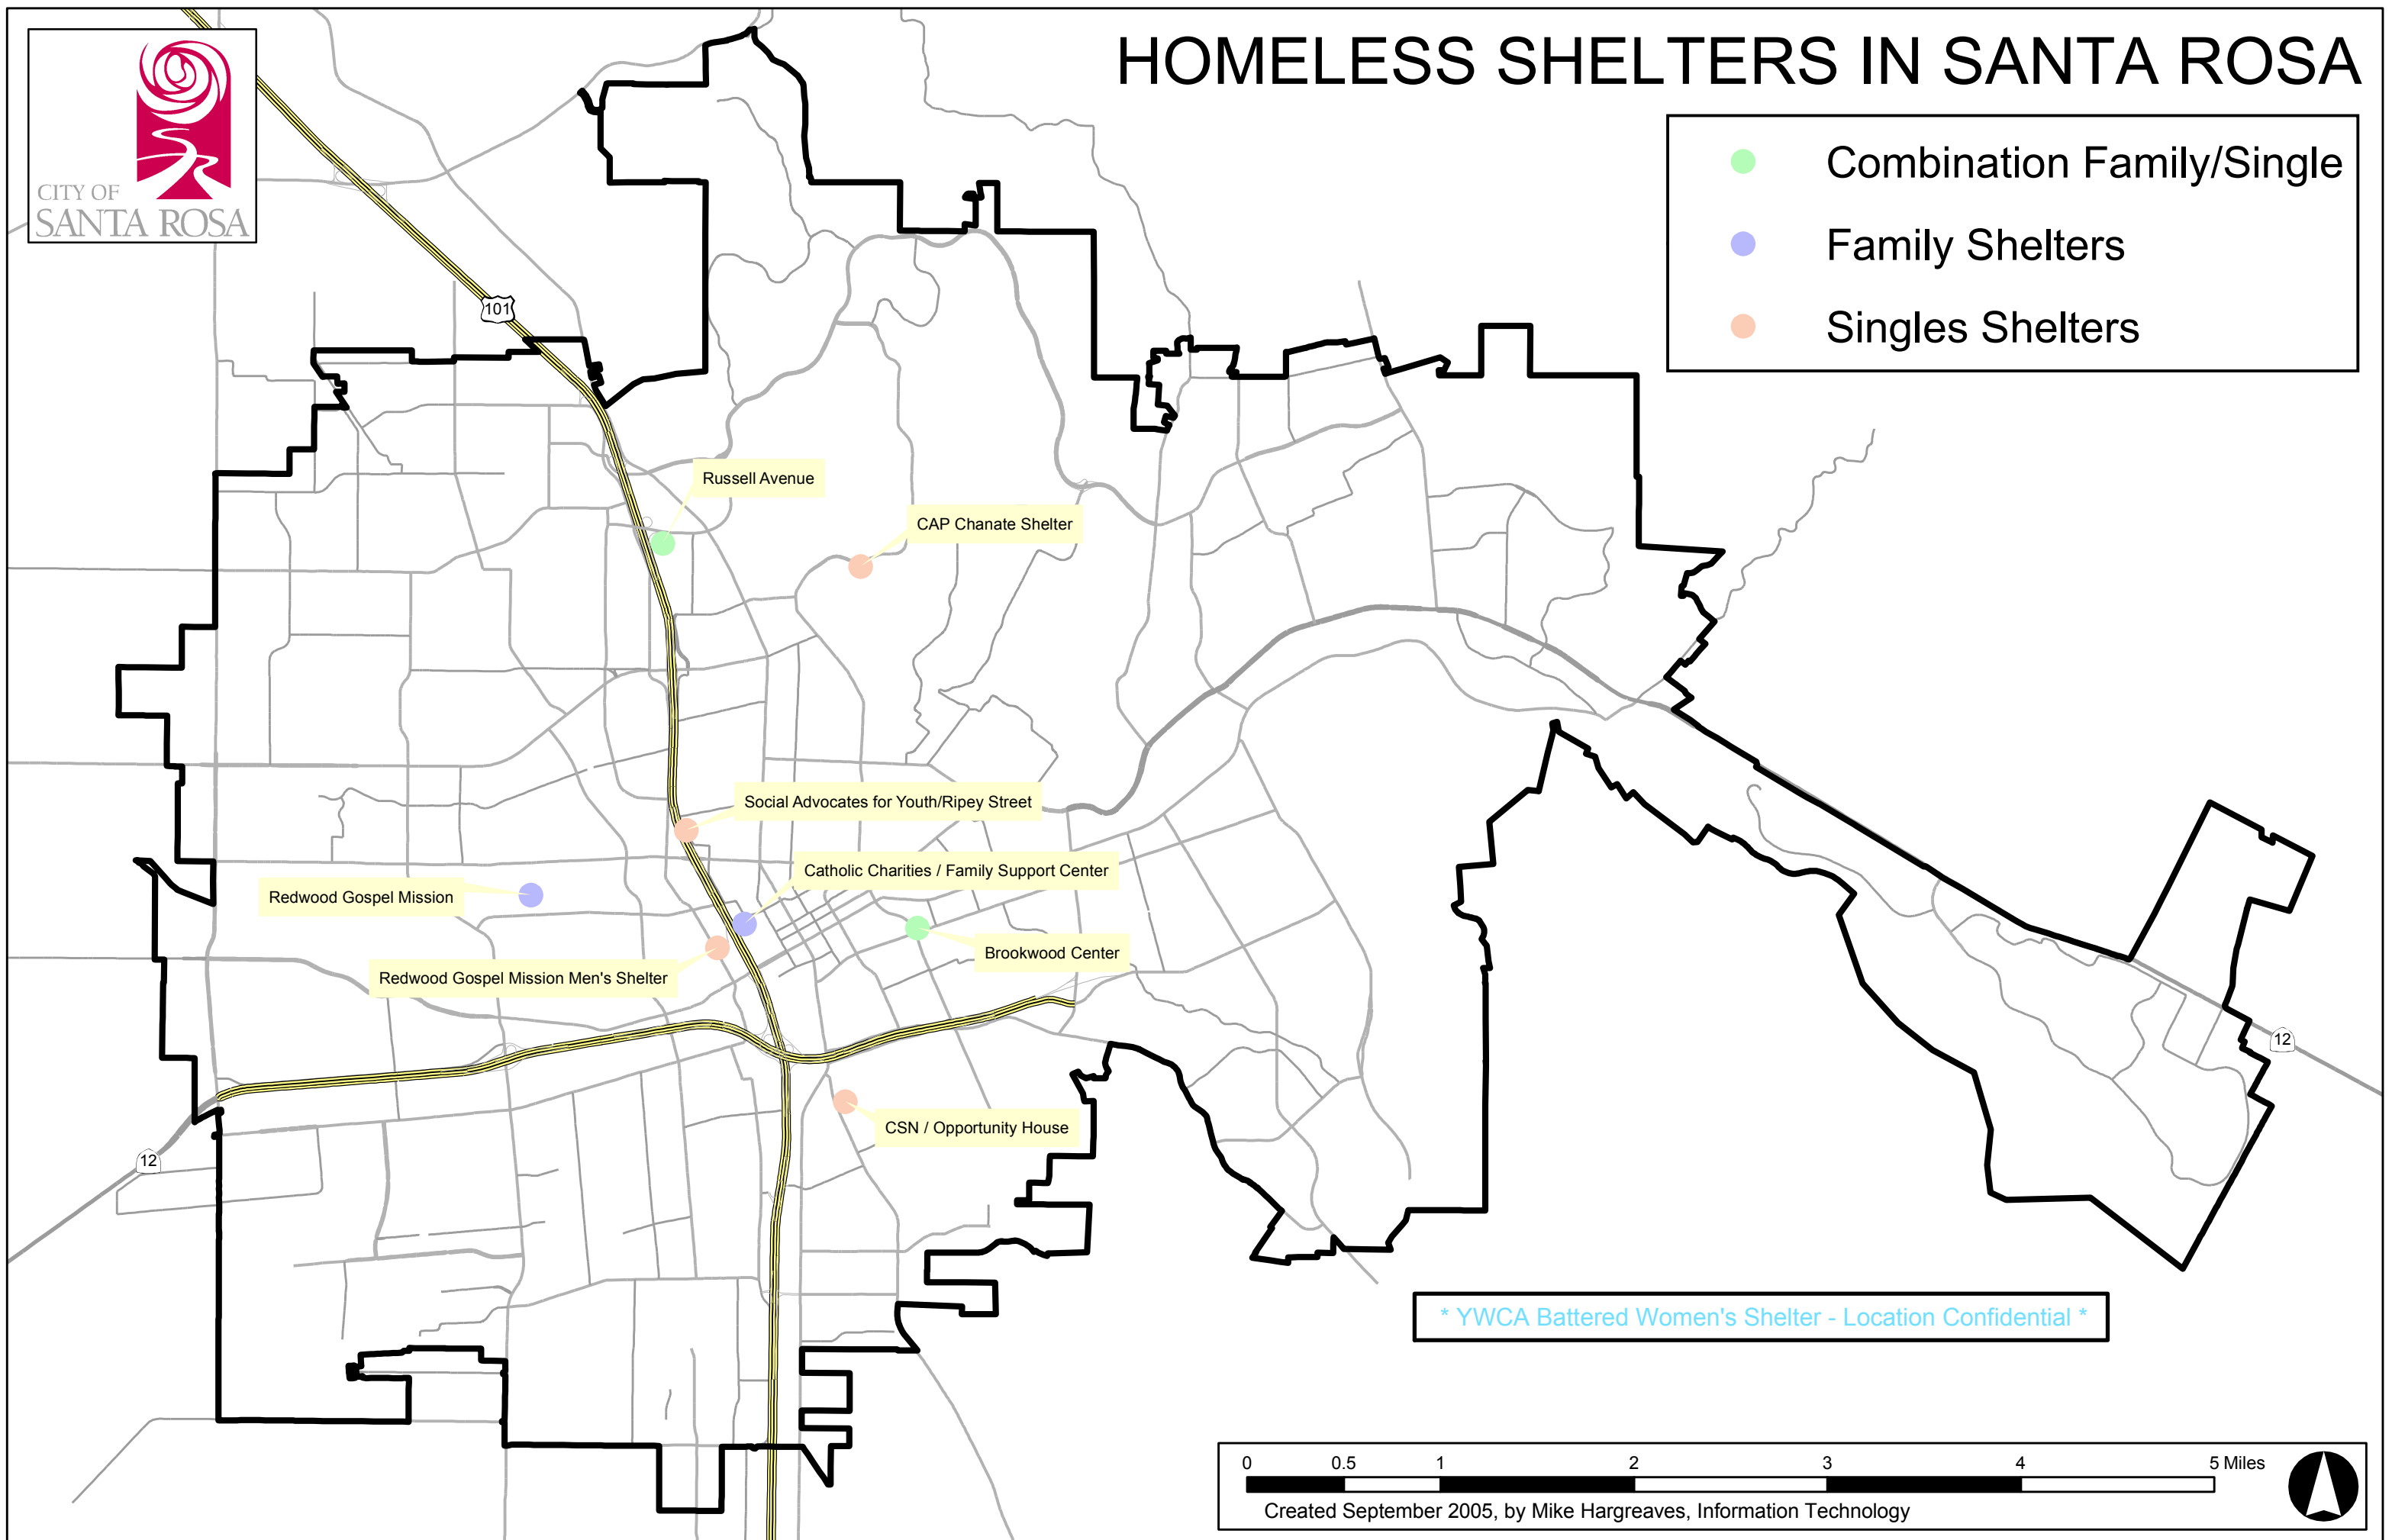 HOMELESS SHELTERS IN SANTA ROSA
CITY OF
SANTA ROSA
Combination Family/Single
Family Shelters
Singles Shelters
101
Russell Avenue
CAP Chanate Shelter
Social Advocates for Youth/Ripey Street
Catholic Charities / Family Support Center
Redwood Gospel Mission
Brookwood Center
Redwood Gospel Mission Men's Shelter
12
CSN / Opportunity House
12
* YWCA Battered Women's Shelter - Location Confidential *
0 0.5 1 2 3 4 5 Miles
Created September 2005, by Mike Hargreaves, Information Technology